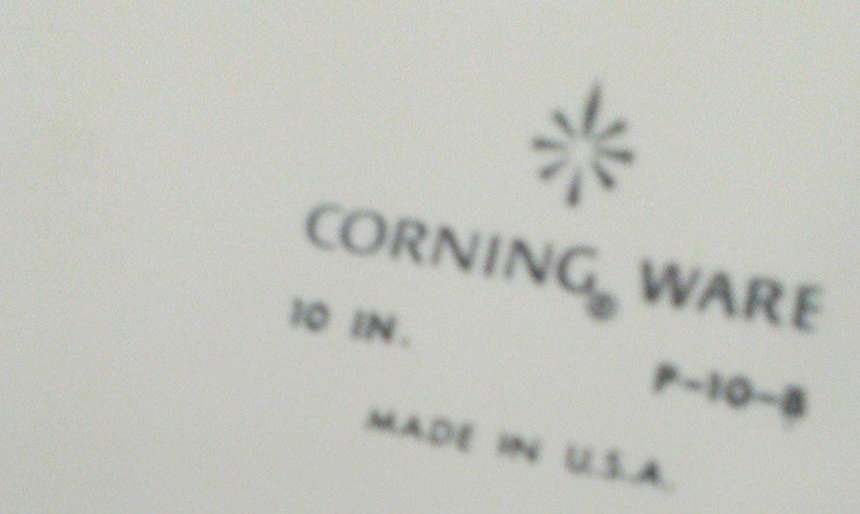 CORNING® WARE
10 IN. P-10-B
MADE IN U.S.A.